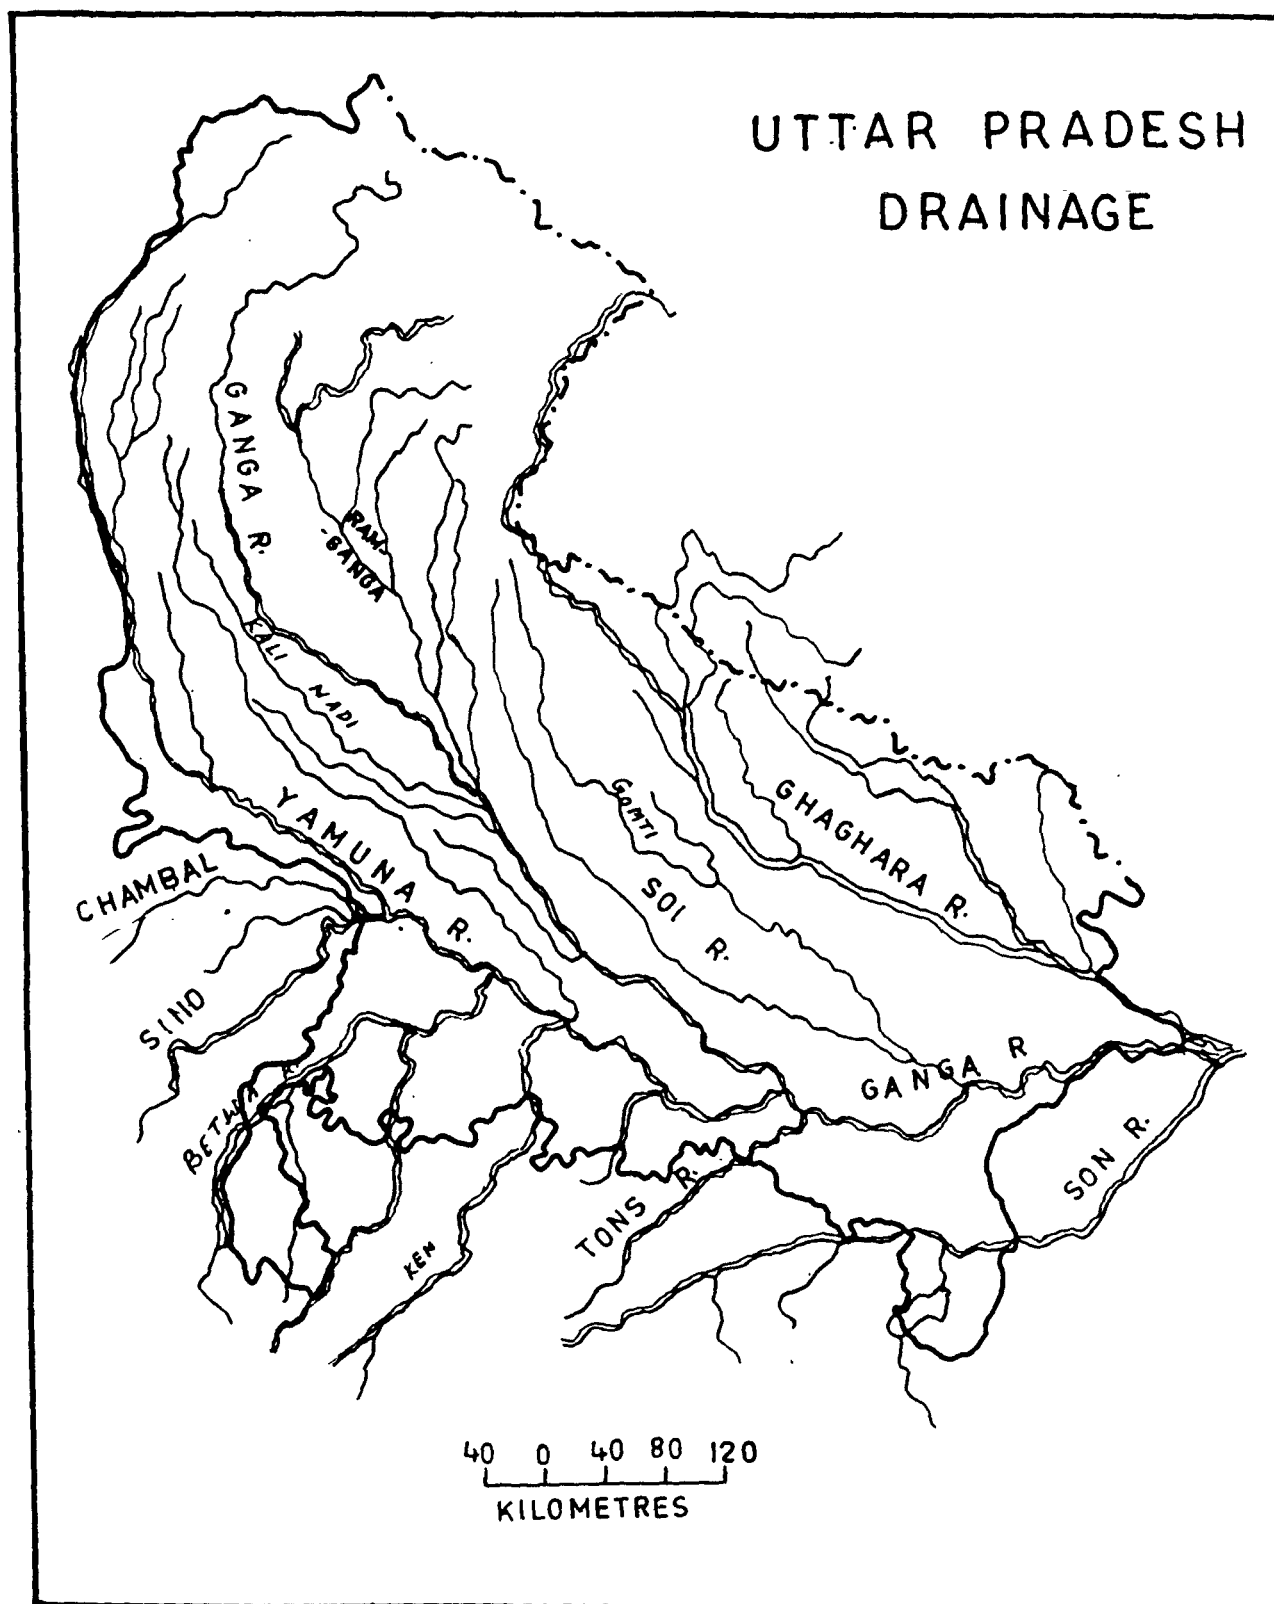 UTTAR PRADESH
DRAINAGE
GANGA R.
RAM-
-GANGA
KALI NADI
YAMUNA R.
GOMTI
SOI R.
GHAGHARA R.
CHAMBAL
SIND
BETWA
KEN
TONS R.
GANGA R
SON R.
40 0 40 80 120
KILOMETRES